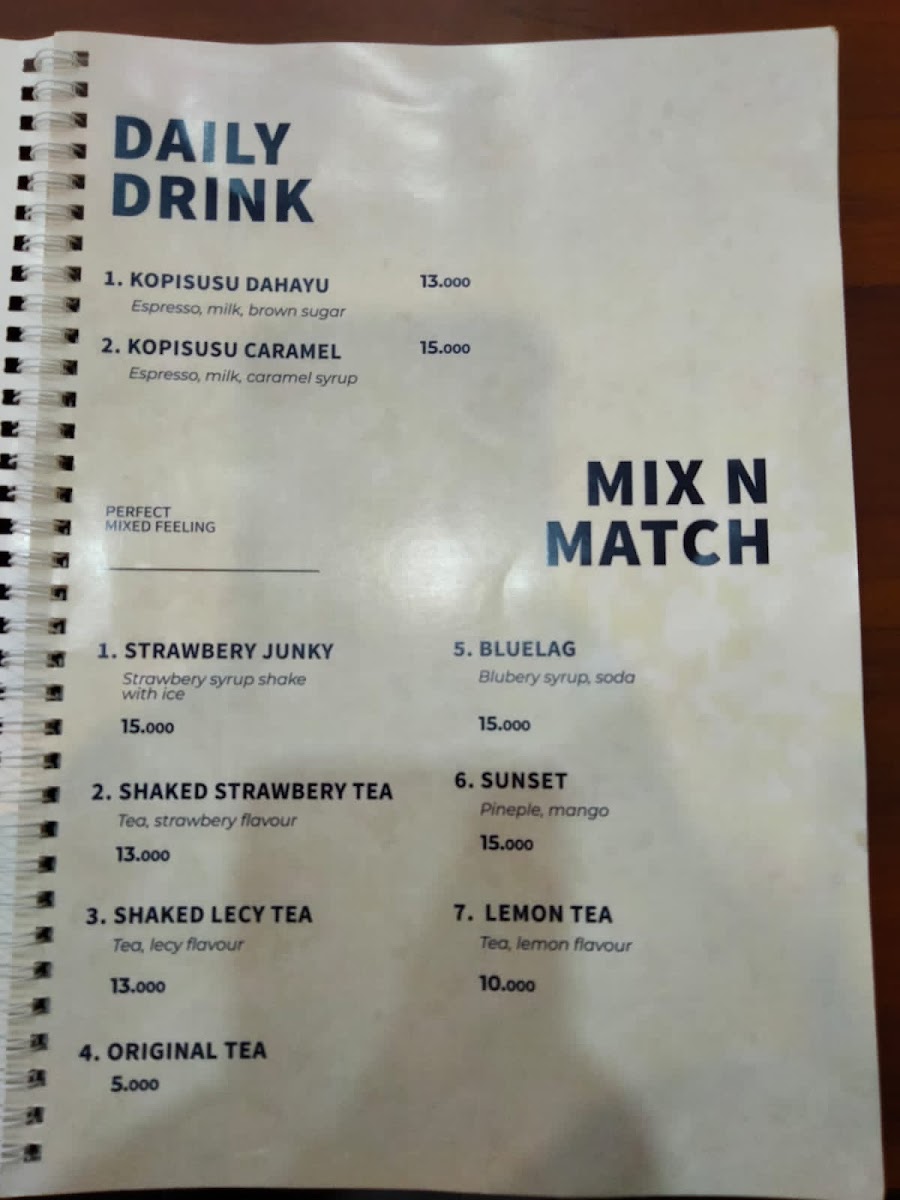 DAILY
DRINK
1. KOPISUSU DAHAYU 13.000
Espresso, milk, brown sugar
2. KOPISUSU CARAMEL 15.000
Espresso, milk, caramel syrup
MIX N
MATCH
PERFECT
MIXED FEELING
1. STRAWBERY JUNKY
Strawbery syrup shake
with ice
15.000
2. SHAKED STRAWBERY TEA
Tea, strawbery flavour
13.000
3. SHAKED LECY TEA
Tea, lecy flavour
13.000
4. ORIGINAL TEA
5.000
5. BLUELAG
Blubery syrup, soda
15.000
6. SUNSET
Pineple, mango
15.000
7. LEMON TEA
Tea, lemon flavour
10.000